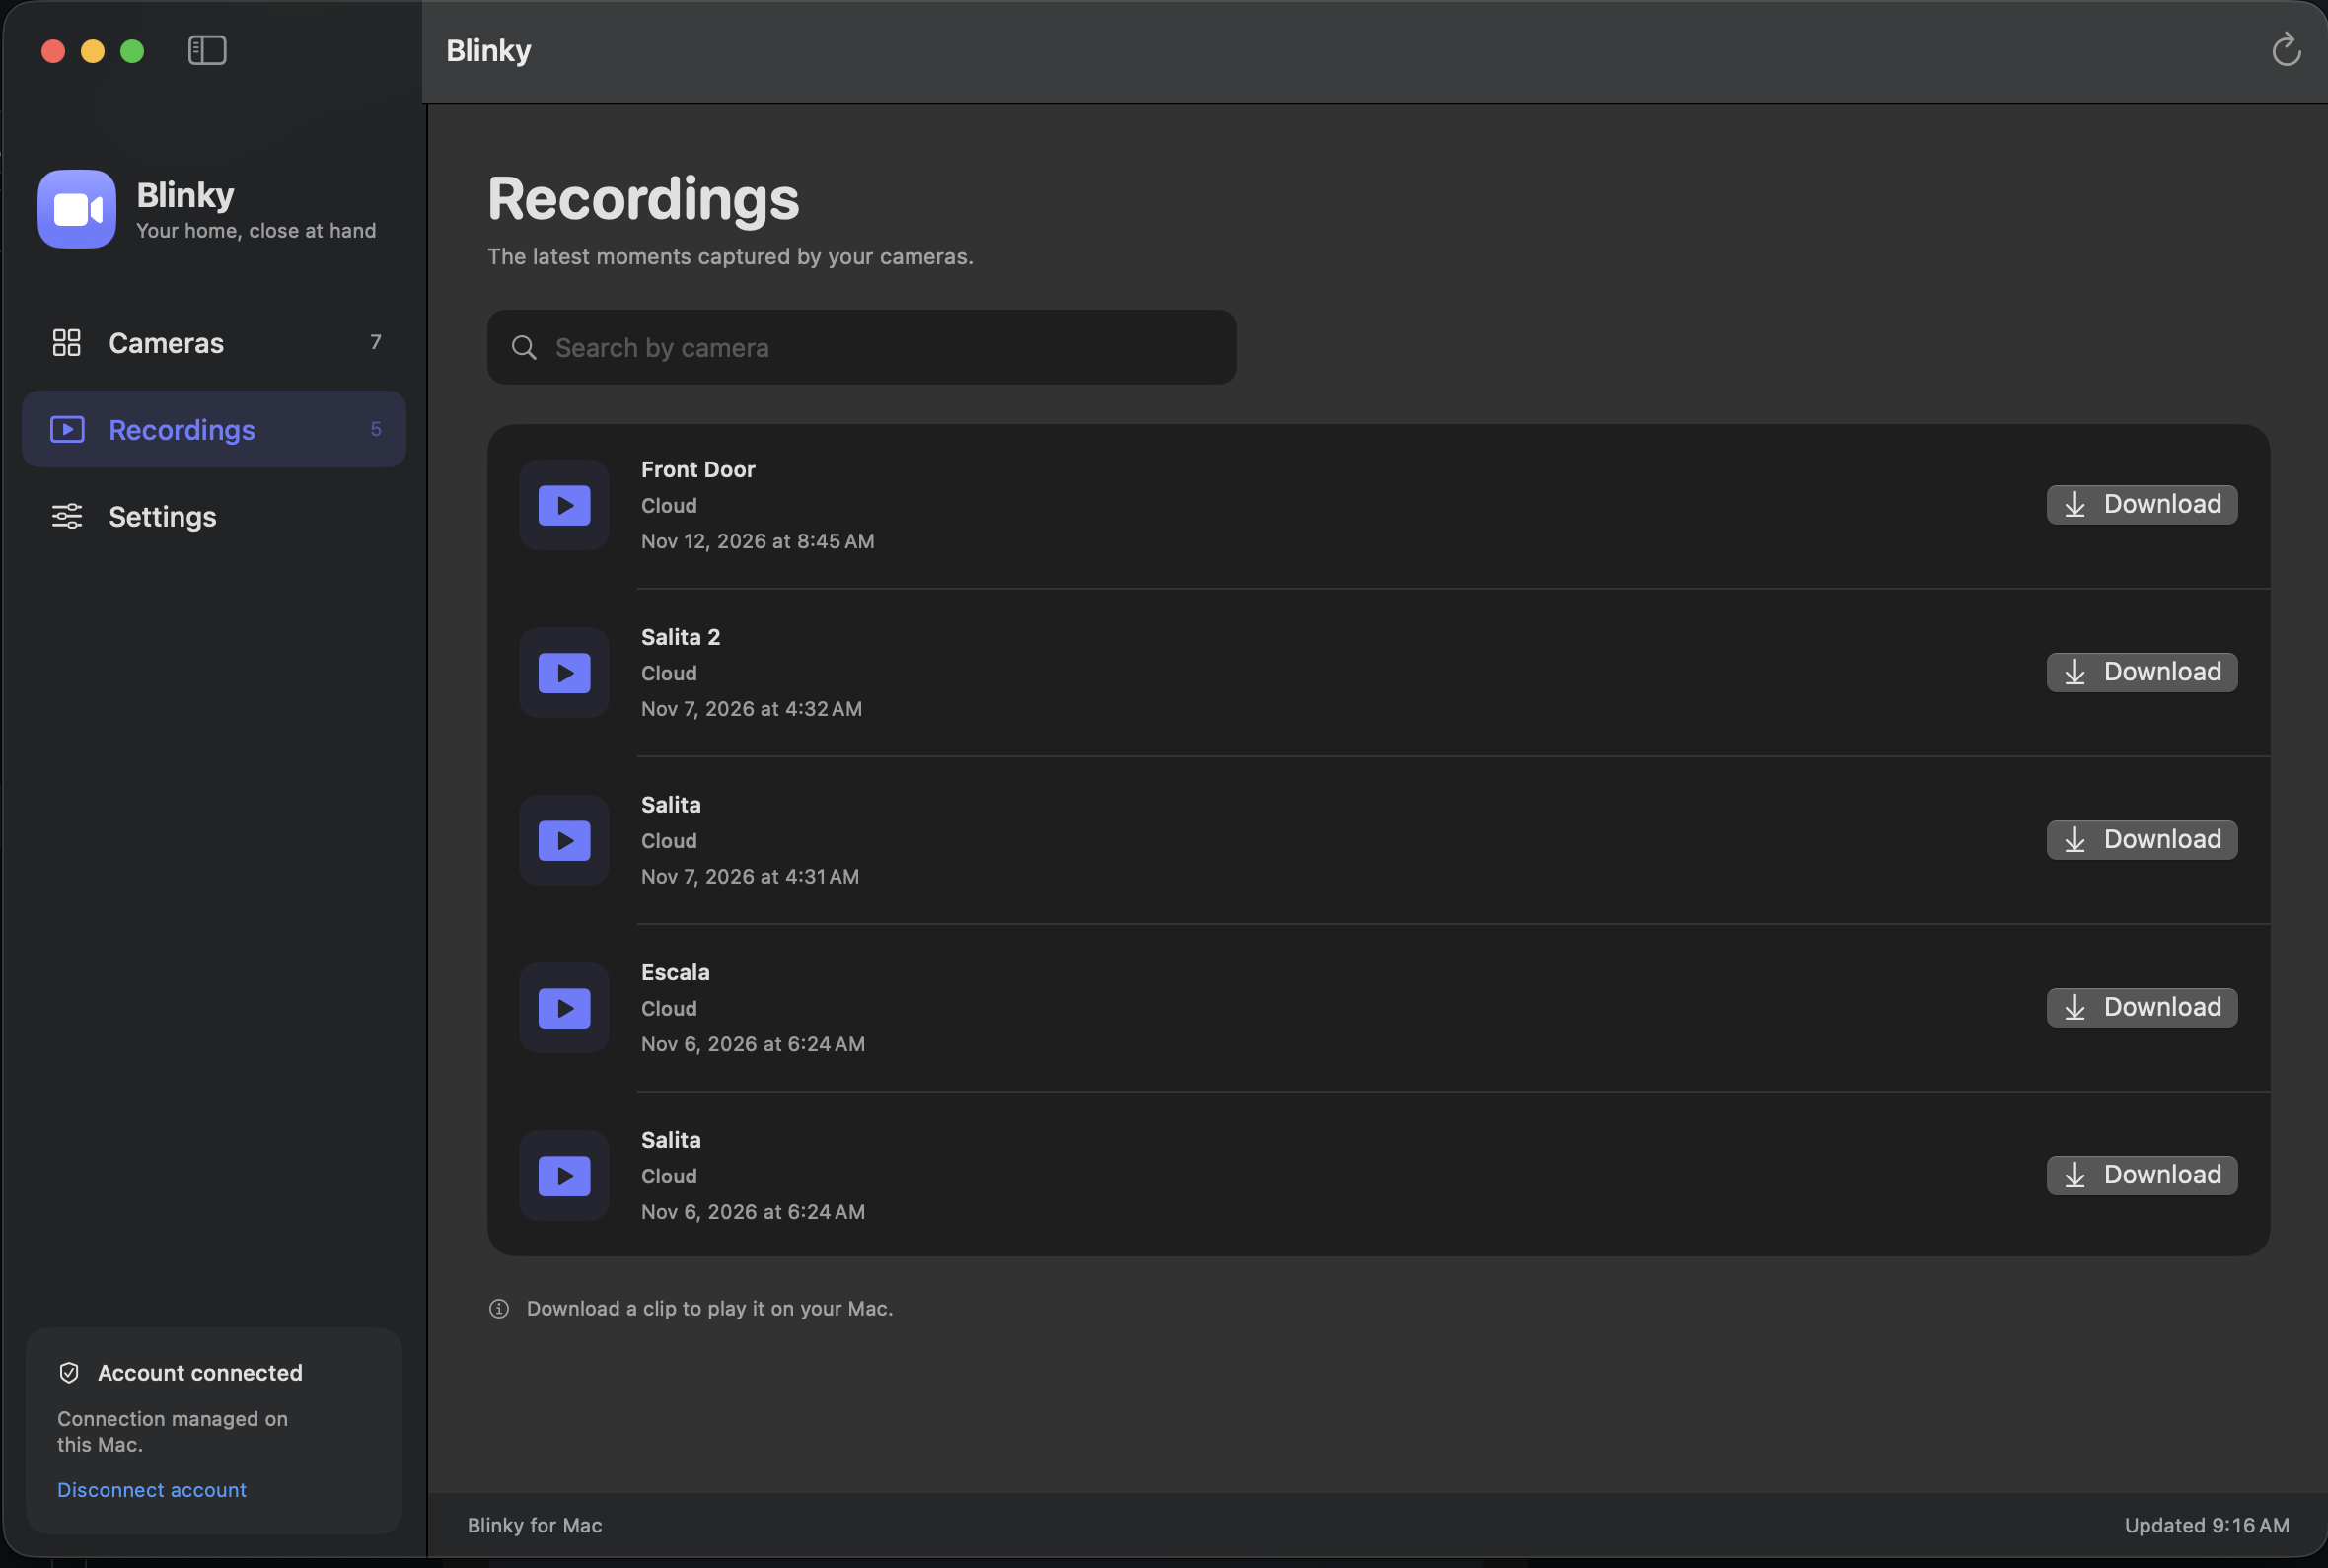 Blinky
Blinky
Your home, close at hand
Cameras 7
Recordings 5
Settings
Account connected
Connection managed on
this Mac.
Disconnect account
Recordings
The latest moments captured by your cameras.
Search by camera
Front Door
Cloud
Nov 12, 2026 at 8:45 AM
Download
Salita 2
Cloud
Nov 7, 2026 at 4:32 AM
Download
Salita
Cloud
Nov 7, 2026 at 4:31 AM
Download
Escala
Cloud
Nov 6, 2026 at 6:24 AM
Download
Salita
Cloud
Nov 6, 2026 at 6:24 AM
Download
Download a clip to play it on your Mac.
Blinky for Mac
Updated 9:16 AM